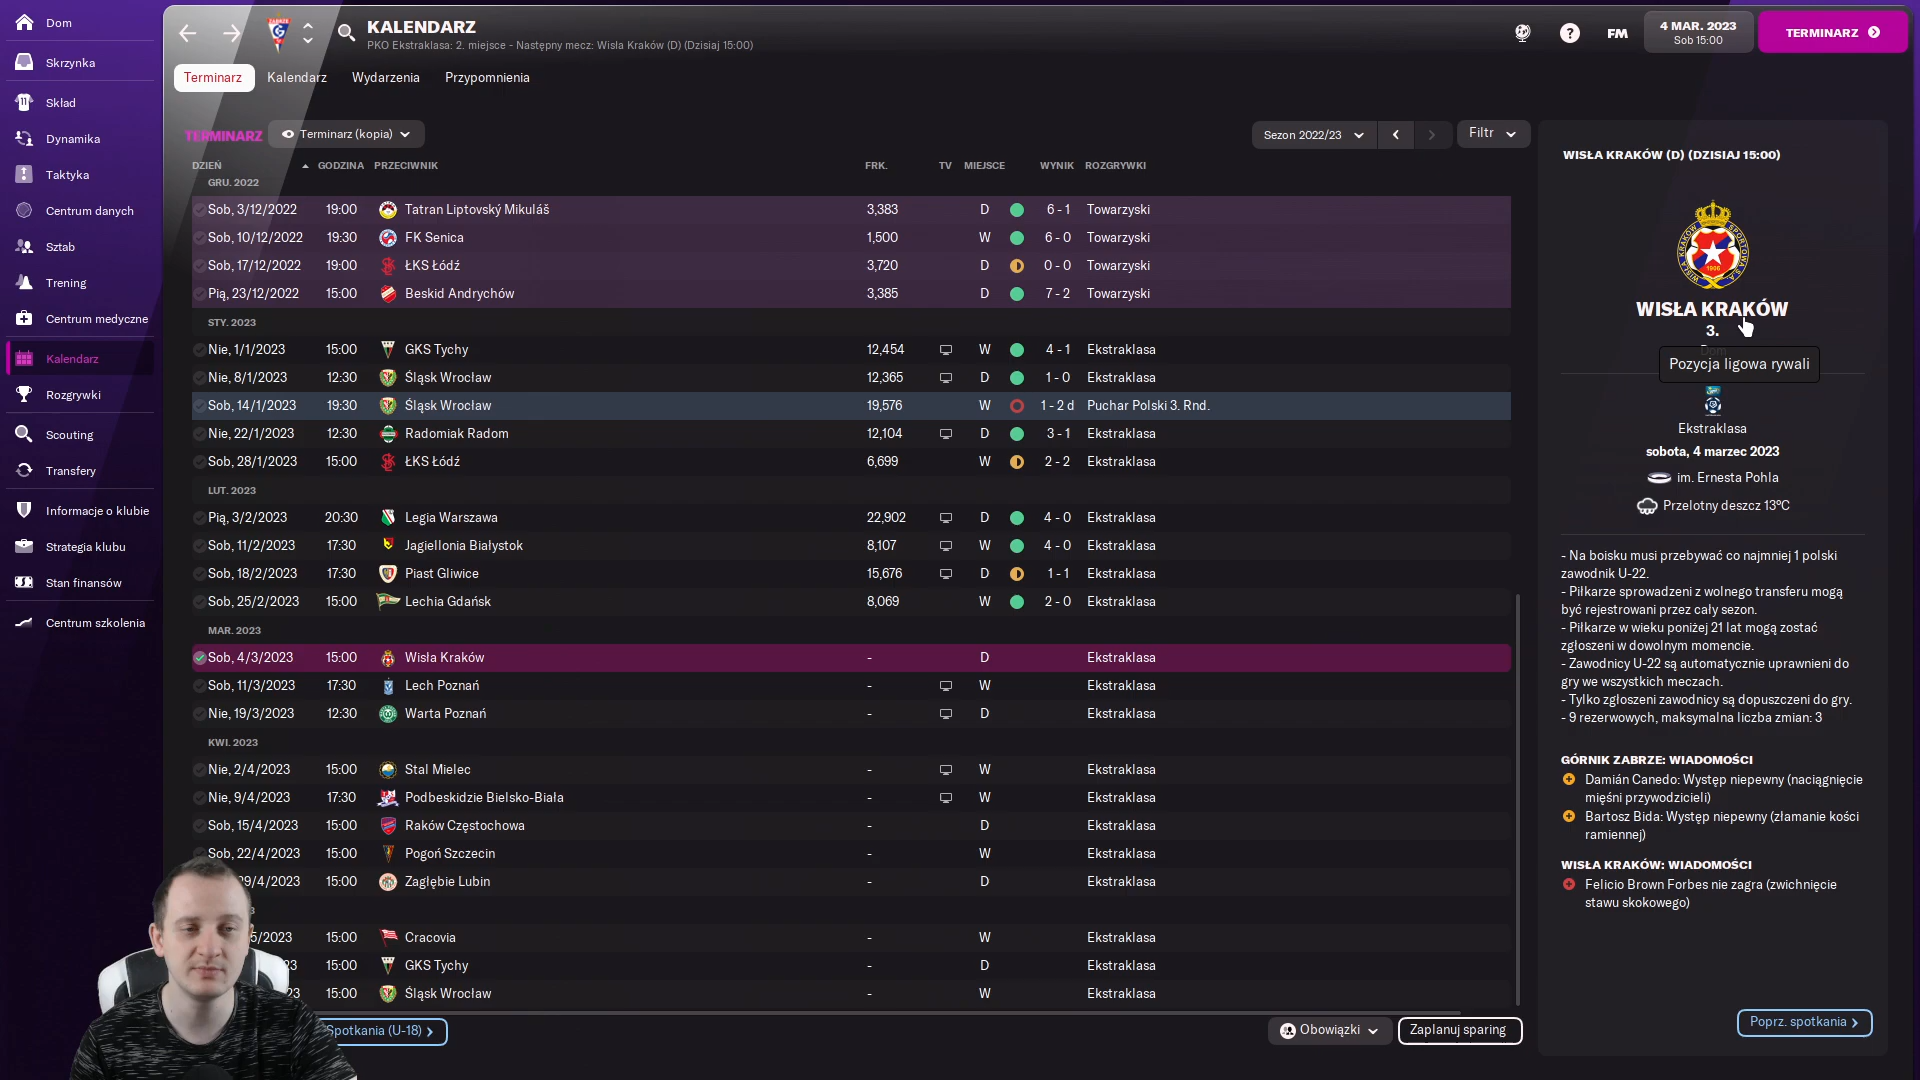 Dom
Skrzynka
Skład
Dynamika
Taktyka
Centrum danych
Sztab
Trening
Centrum medyczne
Kalendarz
Rozgrywki
Scouting
Transfery
Informacje o klubie
Strategia klubu
Stan finansów
Centrum szkolenia
KALENDARZ
PKO Ekstraklasa: 2. miejsce - Następny mecz: Wisła Kraków (D) (Dzisiaj 15:00)
FM
4 MAR. 2023
Sob 15:00
TERMINARZ
Terminarz Kalendarz Wydarzenia Przypomnienia
TERMINARZ Terminarz (kopia) Sezon 2022/23 Filtr
DZIEŃ GODZINA PRZECIWNIK FRK. TV MIEJSCE WYNIK ROZGRYWKI
GRU. 2022
Sob, 3/12/2022 19:00 Tatran Liptovský Mikuláš 3,383 D 6 - 1 Towarzyski
Sob, 10/12/2022 19:30 FK Senica 1,500 W 6 - 0 Towarzyski
Sob, 17/12/2022 19:00 ŁKS Łódź 3,720 D 0 - 0 Towarzyski
Pią, 23/12/2022 15:00 Beskid Andrychów 3,385 D 7 - 2 Towarzyski
STY. 2023
Nie, 1/1/2023 15:00 GKS Tychy 12,454 W 4 - 1 Ekstraklasa
Nie, 8/1/2023 12:30 Śląsk Wrocław 12,365 D 1 - 0 Ekstraklasa
Sob, 14/1/2023 19:30 Śląsk Wrocław 19,576 W 1 - 2 d Puchar Polski 3. Rnd.
Nie, 22/1/2023 12:30 Radomiak Radom 12,104 D 3 - 1 Ekstraklasa
Sob, 28/1/2023 15:00 ŁKS Łódź 6,699 W 2 - 2 Ekstraklasa
LUT. 2023
Pią, 3/2/2023 20:30 Legia Warszawa 22,902 D 4 - 0 Ekstraklasa
Sob, 11/2/2023 17:30 Jagiellonia Białystok 8,107 W 4 - 0 Ekstraklasa
Sob, 18/2/2023 17:30 Piast Gliwice 15,676 D 1 - 1 Ekstraklasa
Sob, 25/2/2023 15:00 Lechia Gdańsk 8,069 W 2 - 0 Ekstraklasa
MAR. 2023
Sob, 4/3/2023 15:00 Wisła Kraków - D Ekstraklasa
Sob, 11/3/2023 17:30 Lech Poznań - W Ekstraklasa
Nie, 19/3/2023 12:30 Warta Poznań - D Ekstraklasa
KWI. 2023
Nie, 2/4/2023 15:00 Stal Mielec - W Ekstraklasa
Nie, 9/4/2023 17:30 Podbeskidzie Bielsko-Biała - W Ekstraklasa
Sob, 15/4/2023 15:00 Raków Częstochowa - D Ekstraklasa
Sob, 22/4/2023 15:00 Pogoń Szczecin - W Ekstraklasa
29/4/2023 15:00 Zagłębie Lubin - D Ekstraklasa
5/2023 15:00 Cracovia - W Ekstraklasa
23 15:00 GKS Tychy - D Ekstraklasa
23 15:00 Śląsk Wrocław - W Ekstraklasa
Spotkania (U-18) Obowiązki Zaplanuj sparing
WISŁA KRAKÓW (D) (DZISIAJ 15:00)
WISŁA KRAKÓW
3.
Pozycja ligowa rywali
Ekstraklasa
sobota, 4 marzec 2023
im. Ernesta Pohla
Przelotny deszcz 13°C
- Na boisku musi przebywać co najmniej 1 polski
zawodnik U-22.
- Piłkarze sprowadzeni z wolnego transferu mogą
być rejestrowani przez cały sezon.
- Piłkarze w wieku poniżej 21 lat mogą zostać
zgłoszeni w dowolnym momencie.
- Zawodnicy U-22 są automatycznie uprawnieni do
gry we wszystkich meczach.
- Tylko zgłoszeni zawodnicy są dopuszczeni do gry.
- 9 rezerwowych, maksymalna liczba zmian: 3
GÓRNIK ZABRZE: WIADOMOŚCI
Damián Canedo: Występ niepewny (naciągnięcie
mięśni przywodzicieli)
Bartosz Bida: Występ niepewny (złamanie kości
ramiennej)
WISŁA KRAKÓW: WIADOMOŚCI
Felicio Brown Forbes nie zagra (zwichnięcie
stawu skokowego)
Poprz. spotkania